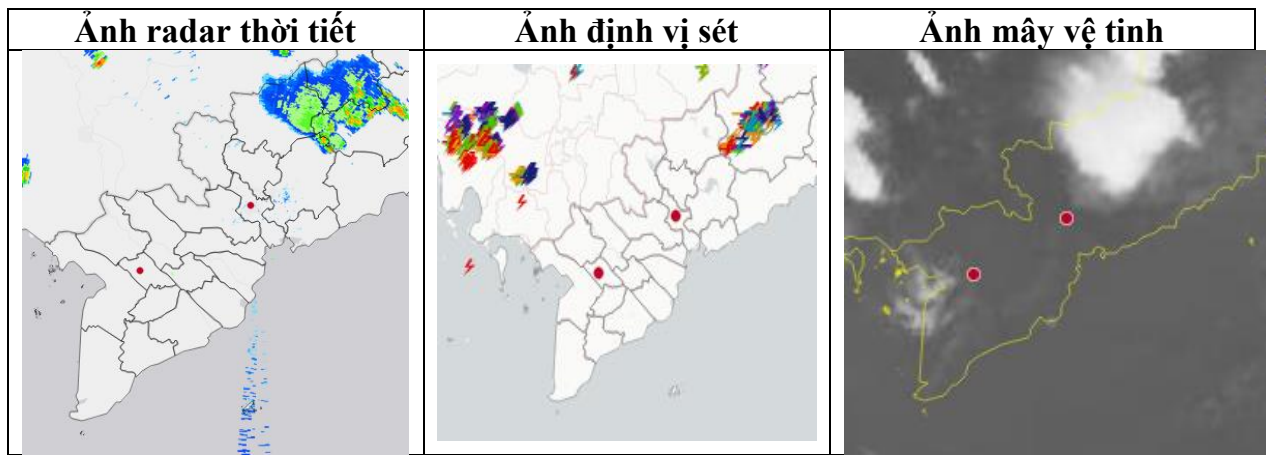 Ảnh radar thời tiết
Ảnh định vị sét
Ảnh mây vệ tinh